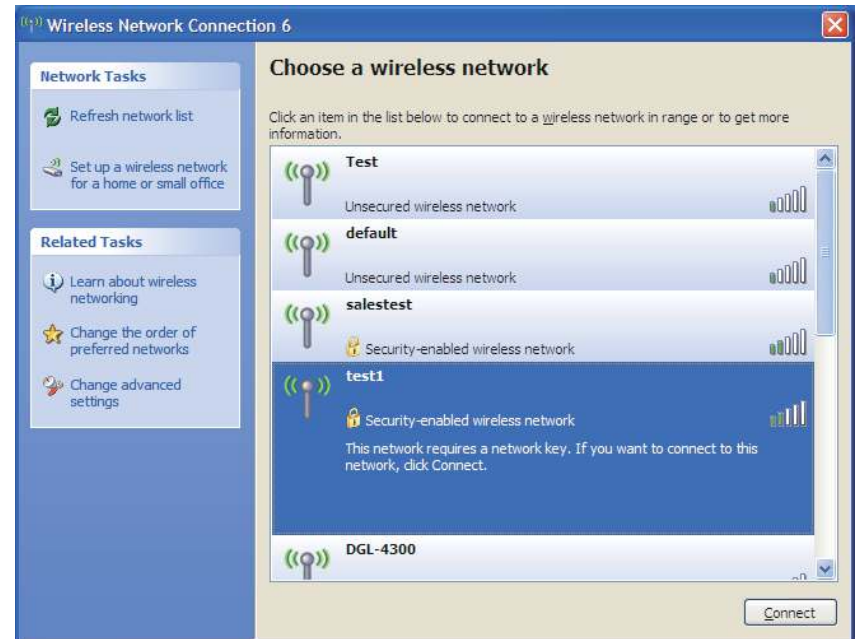 Wireless Network Connection 6
Network Tasks
Refresh network list
Set up a wireless network
for a home or small office
Related Tasks
Learn about wireless
networking
Change the order of
preferred networks
Change advanced
settings
Choose a wireless network
Click an item in the list below to connect to a wireless network in range or to get more
information.
Test
Unsecured wireless network
default
Unsecured wireless network
salestest
Security-enabled wireless network
test1
Security-enabled wireless network
This network requires a network key. If you want to connect to this
network, click Connect.
DGL-4300
Connect